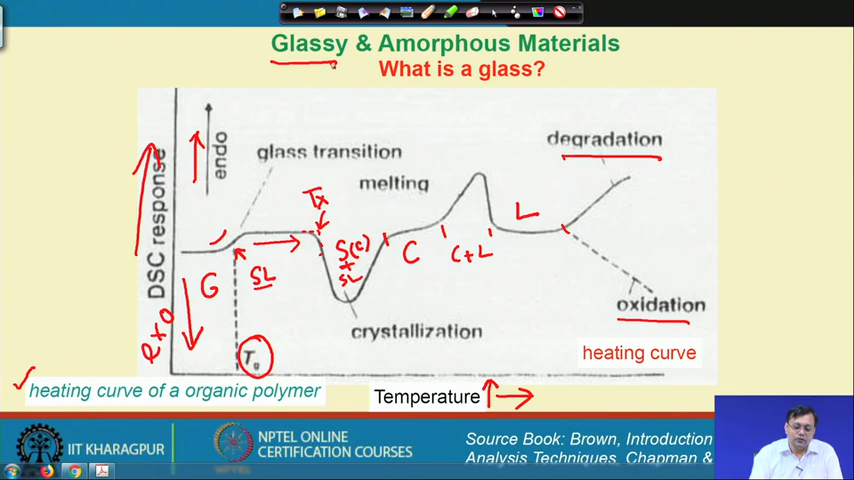 Glassy & Amorphous Materials
What is a glass?
DSC response
endo
glass transition
melting
degradation
Tx
L
G
SL
S(c)
+
SL
C
C+L
oxidation
crystallization
Exo
Tg
heating curve
heating curve of a organic polymer
Temperature
IIT KHARAGPUR
NPTEL ONLINE
CERTIFICATION COURSES
Source Book: Brown, Introduction
Analysis Techniques, Chapman &